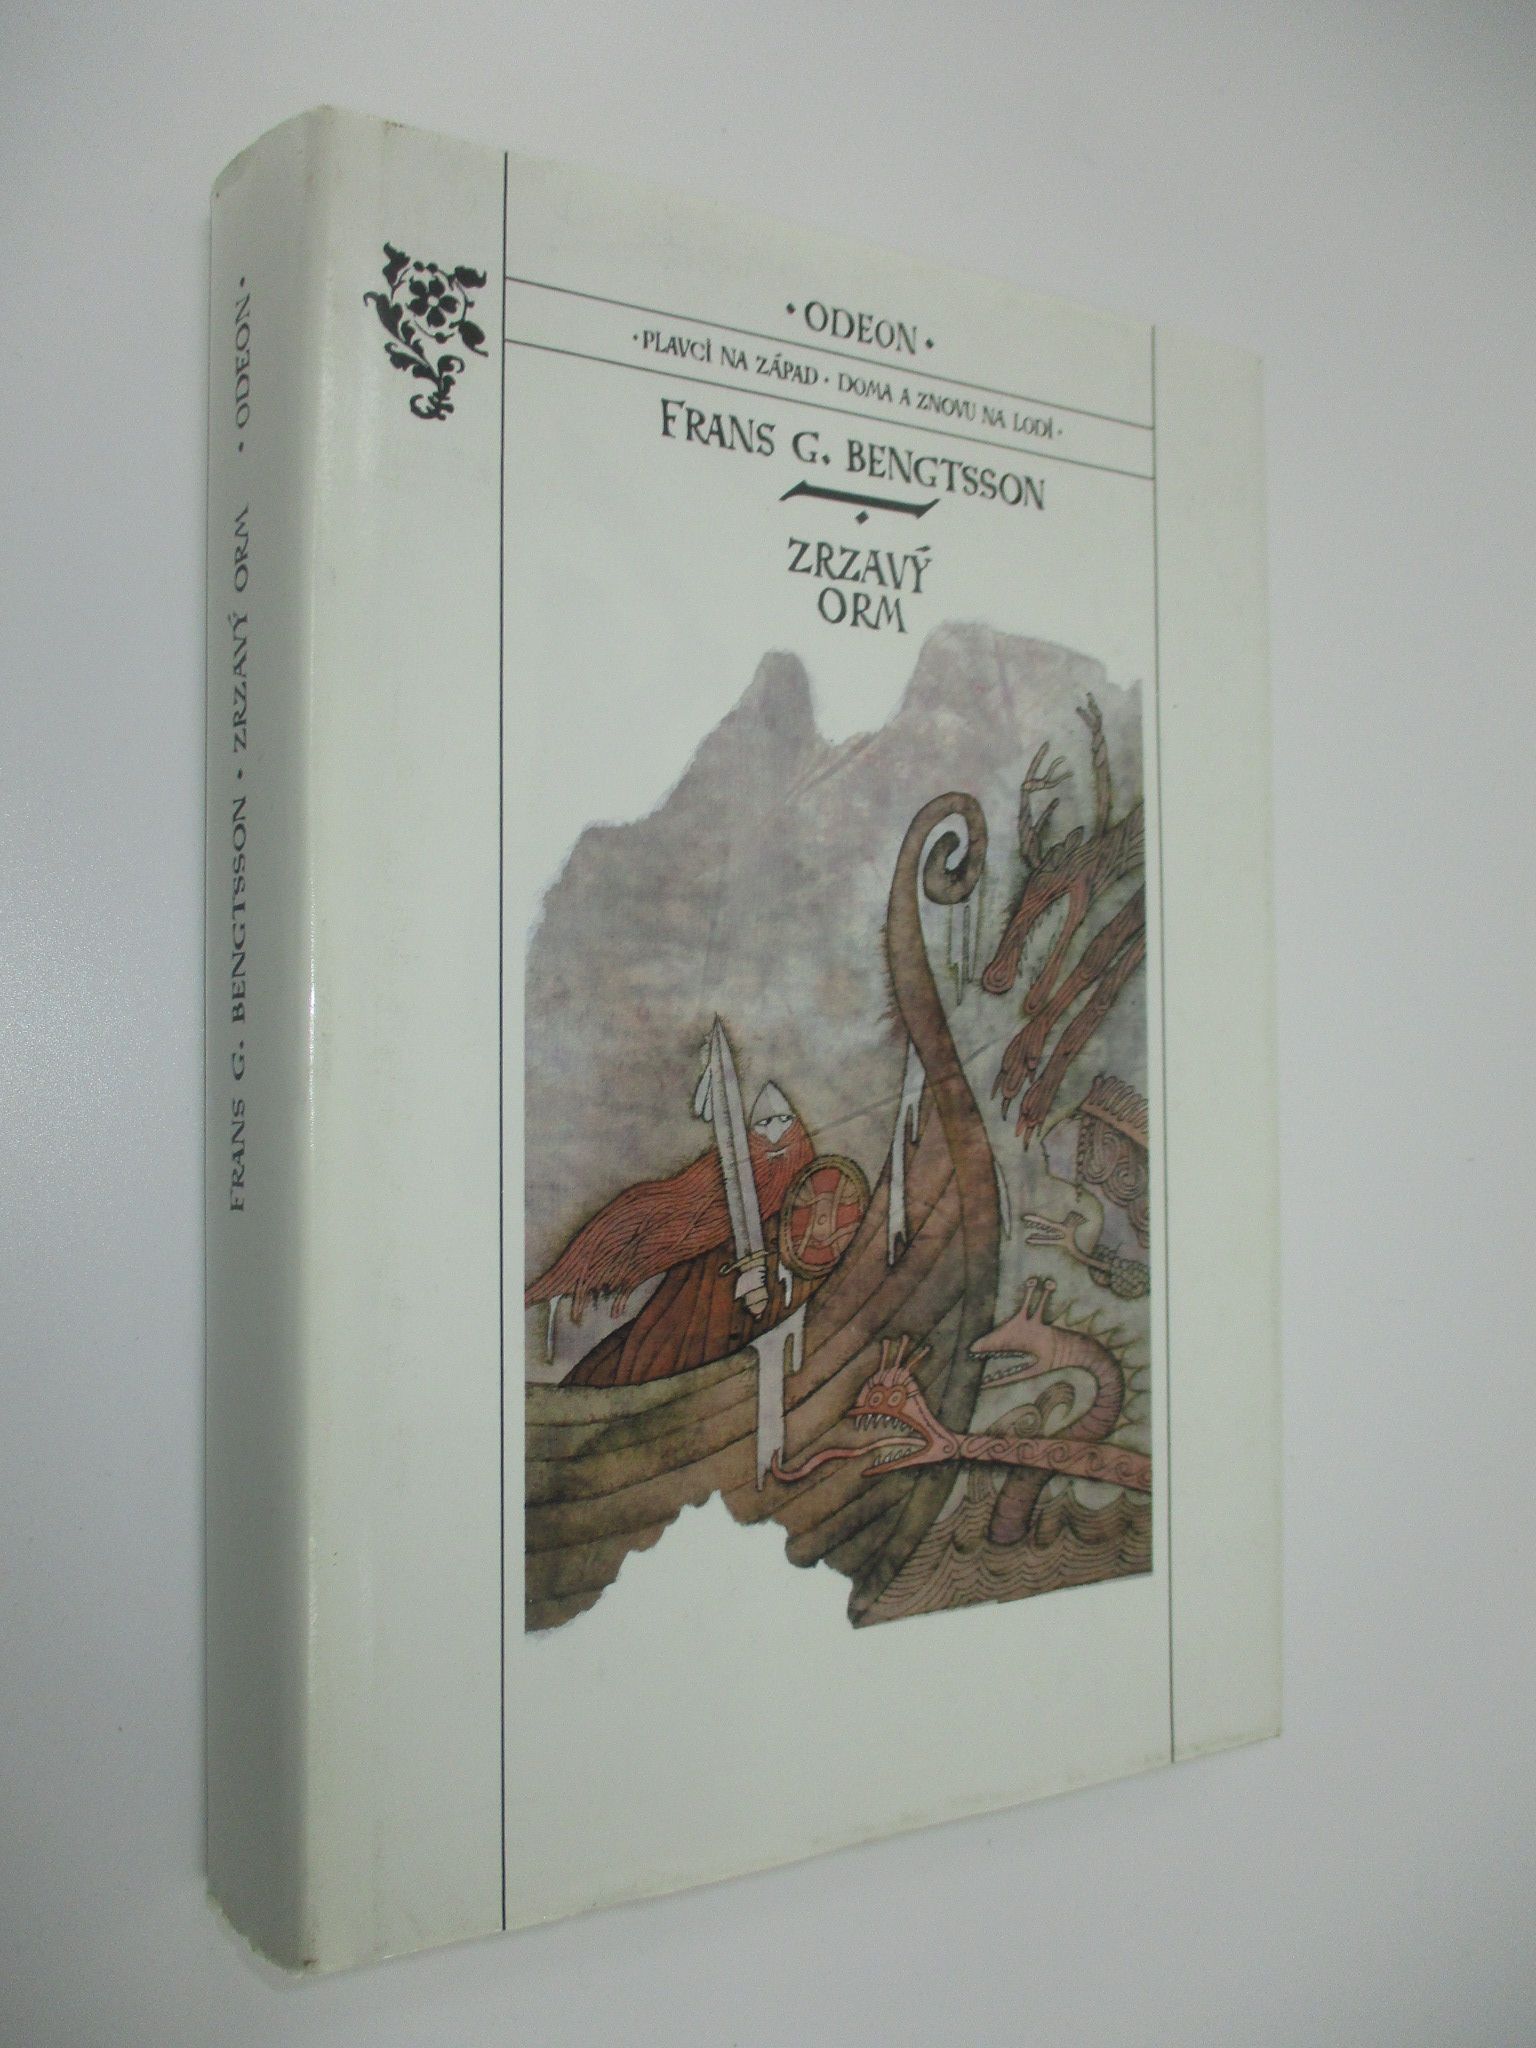 · ODEON ·
· PLAVCI NA ZÁPAD · DOMA A ZNOVU NA LODI ·
FRANS G. BENGTSSON
ZRZAVÝ
ORM
FRANS G. BENGTSSON · ZRZAVÝ ORM · ODEON ·